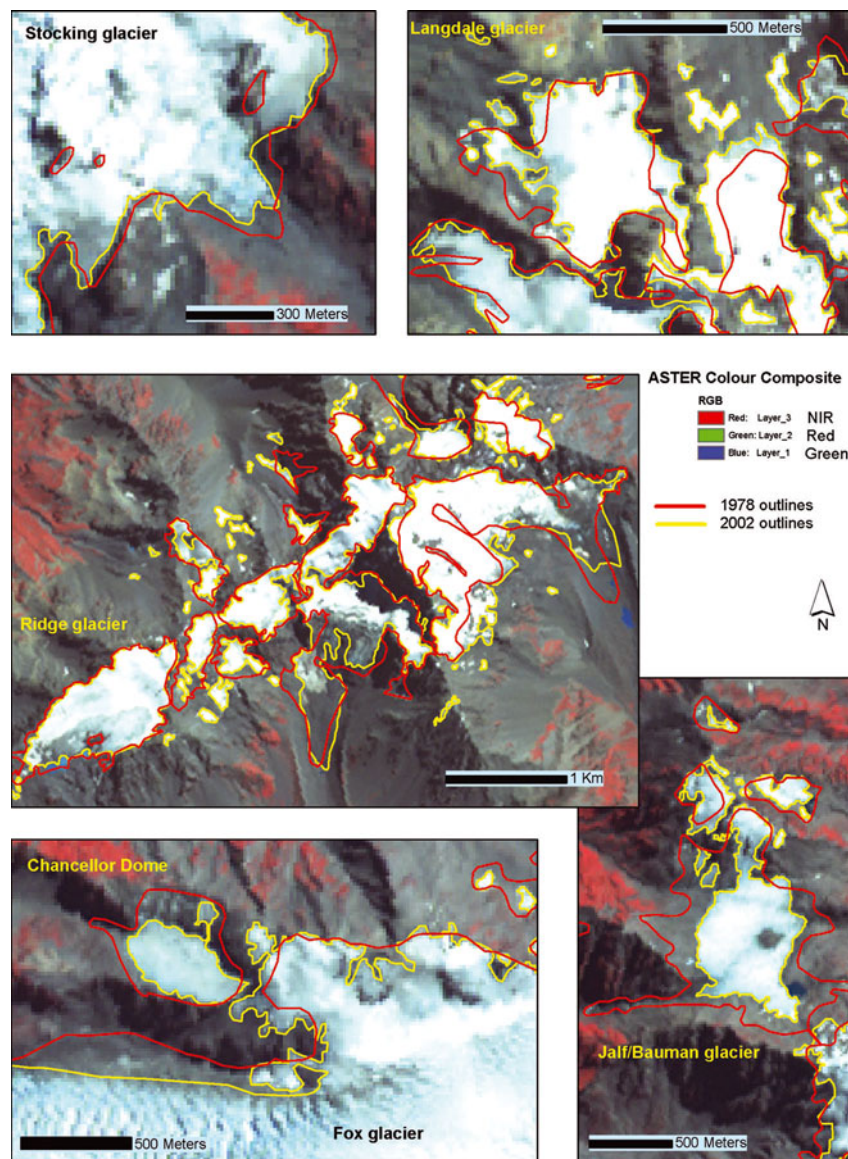 Stocking glacier
300 Meters
Langdale glacier
500 Meters
ASTER Colour Composite
RGB
Red: Layer_3 NIR
Green: Layer_2 Red
Blue: Layer_1 Green
1978 outlines
2002 outlines
N
Ridge glacier
1 Km
Chancellor Dome
500 Meters
Fox glacier
Jalf/Bauman glacier
500 Meters